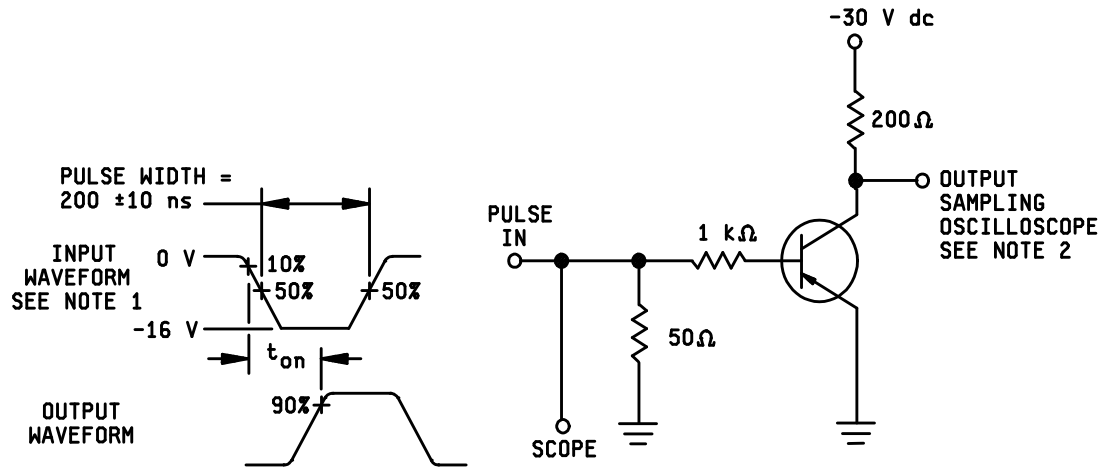 -30 V dc
200Ω
PULSE WIDTH =
200 ±10 ns
OUTPUT
SAMPLING
OSCILLOSCOPE
SEE NOTE 2
PULSE
IN
1 kΩ
INPUT
WAVEFORM
SEE NOTE 1
0 V
10%
50%
50%
-16 V
50Ω
ton
90%
OUTPUT
WAVEFORM
SCOPE